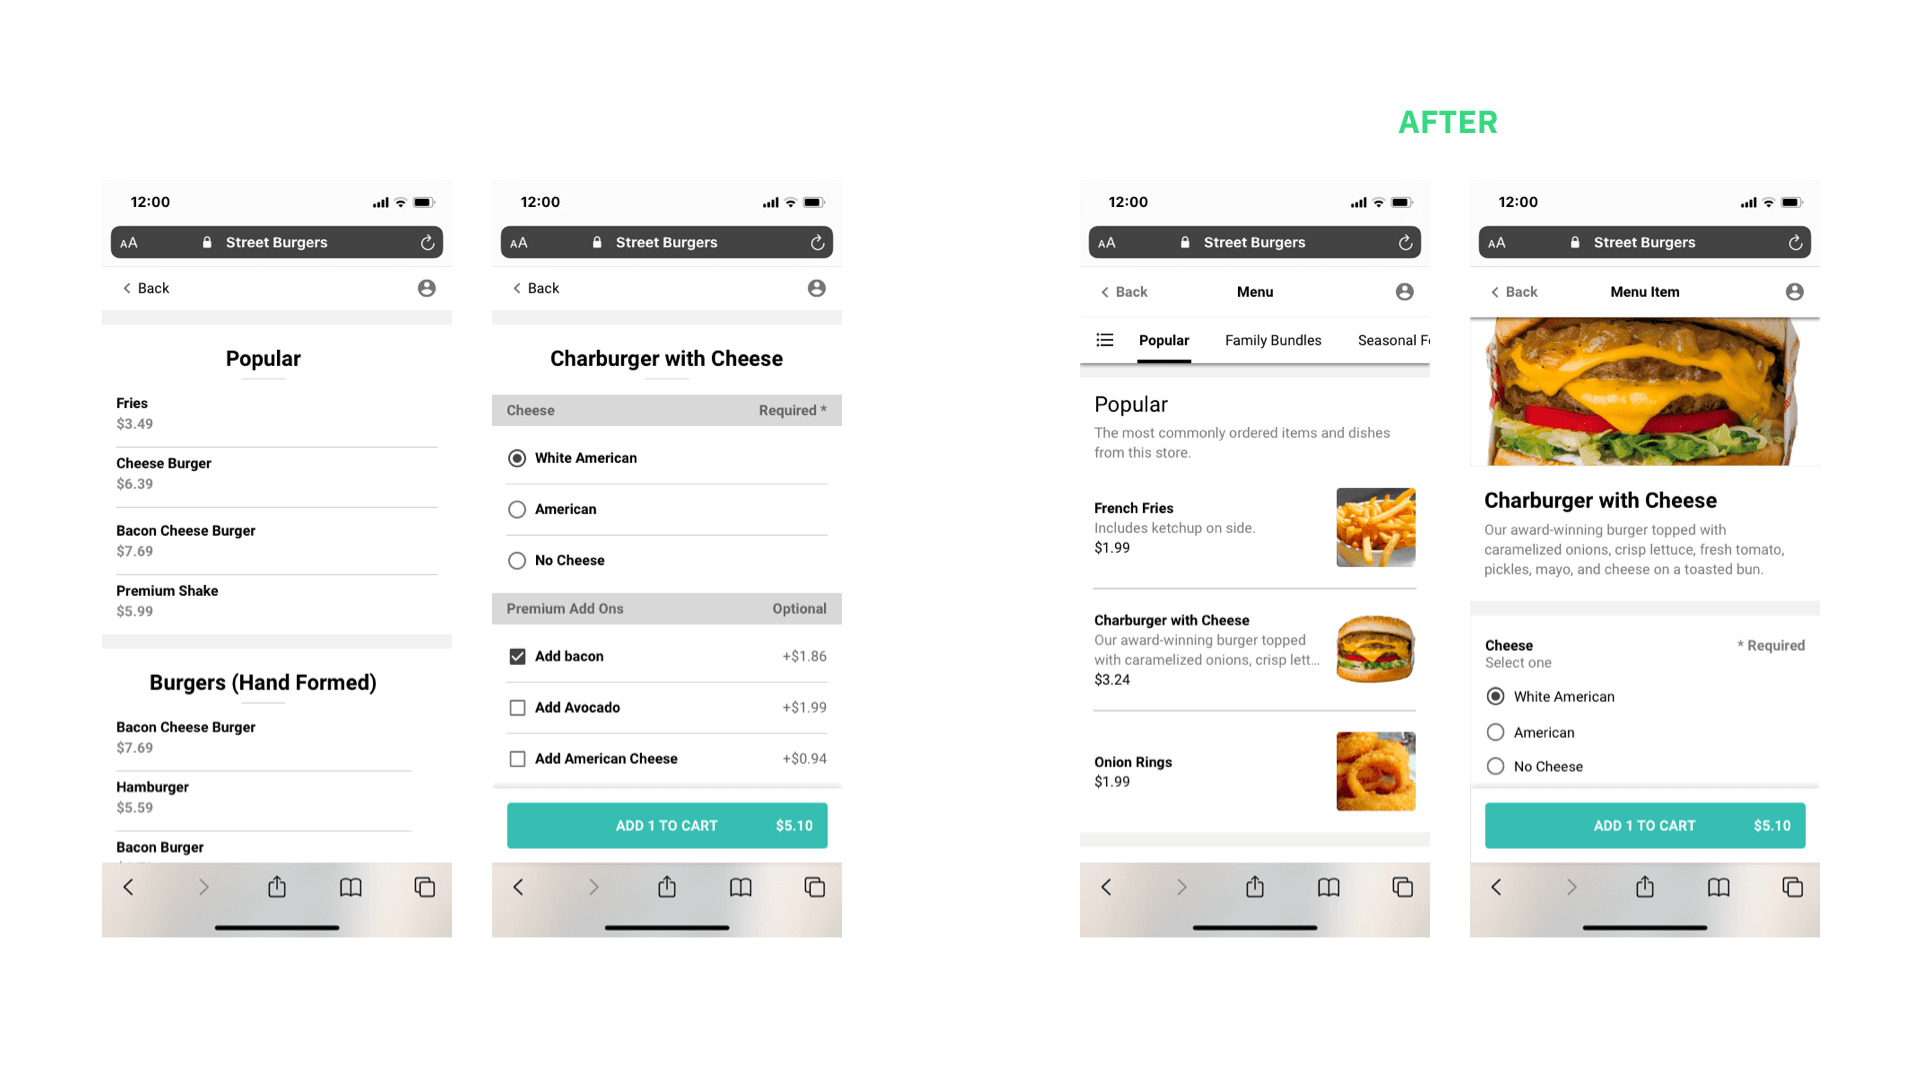 AFTER
12:00
AA Street Burgers
Back
Popular
Fries
$3.49
Cheese Burger
$6.39
Bacon Cheese Burger
$7.69
Premium Shake
$5.99
Burgers (Hand Formed)
Bacon Cheese Burger
$7.69
Hamburger
$5.59
Bacon Burger
12:00
AA Street Burgers
Back
Charburger with Cheese
Cheese Required *
White American
American
No Cheese
Premium Add Ons Optional
Add bacon +$1.86
Add Avocado +$1.99
Add American Cheese +$0.94
ADD 1 TO CART $5.10
12:00
AA Street Burgers
Back Menu
Popular Family Bundles Seasonal F
Popular
The most commonly ordered items and dishes
from this store.
French Fries
Includes ketchup on side.
$1.99
Charburger with Cheese
Our award-winning burger topped
with caramelized onions, crisp lett...
$3.24
Onion Rings
$1.99
12:00
AA Street Burgers
Back Menu Item
Charburger with Cheese
Our award-winning burger topped with
caramelized onions, crisp lettuce, fresh tomato,
pickles, mayo, and cheese on a toasted bun.
Cheese * Required
Select one
White American
American
No Cheese
ADD 1 TO CART $5.10